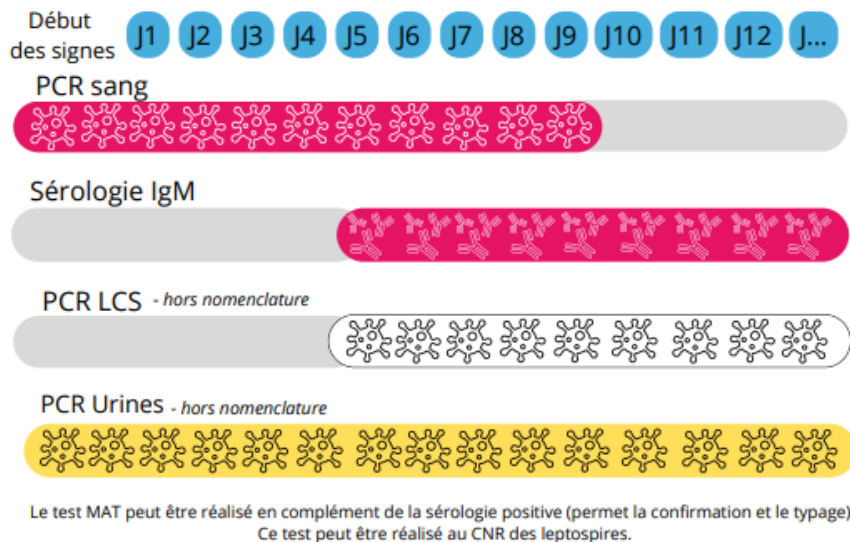 Début
des signes
J1 J2 J3 J4 J5 J6 J7 J8 J9 J10 J11 J12 J...
PCR sang
Sérologie IgM
PCR LCS - hors nomenclature
PCR Urines - hors nomenclature
Le test MAT peut être réalisé en complément de la sérologie positive (permet la confirmation et le typage)
Ce test peut être réalisé au CNR des leptospires.